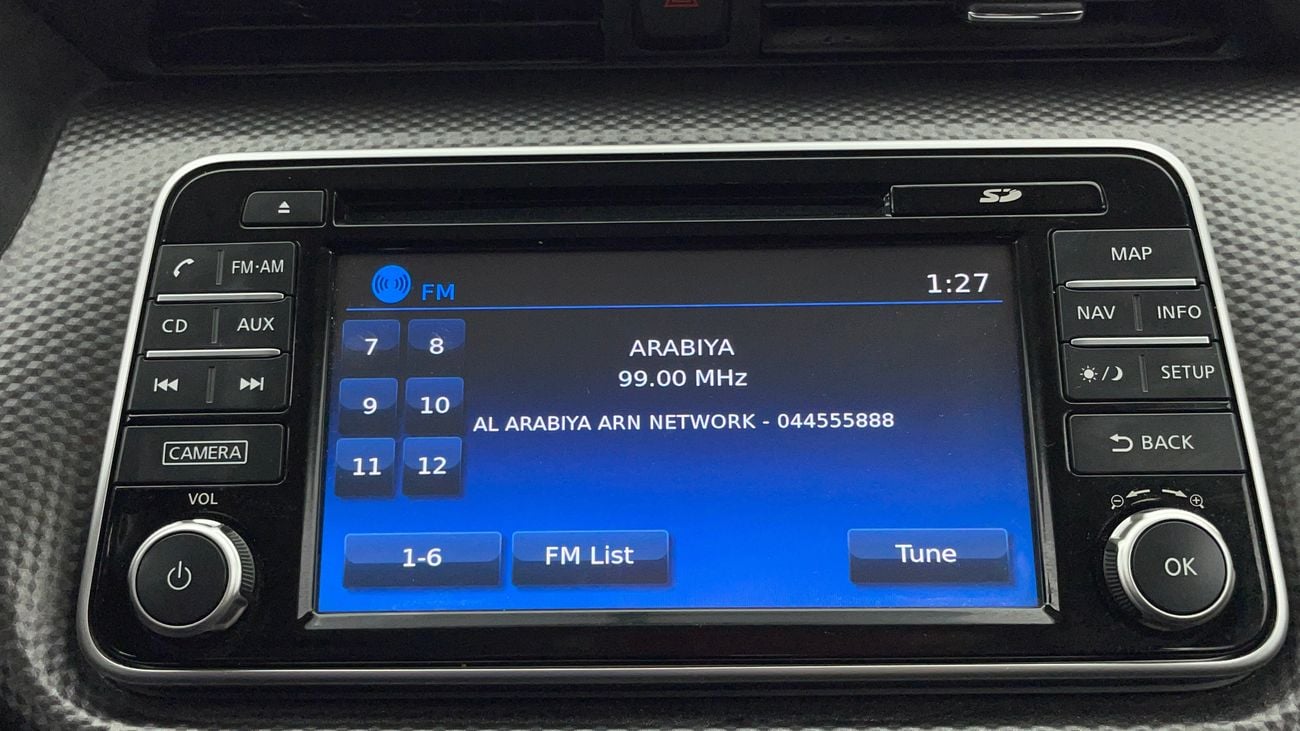 SD
FM·AM
CD AUX
CAMERA
VOL
FM 1:27
7 8
9 10
11 12
ARABIYA
99.00 MHz
AL ARABIYA ARN NETWORK - 044555888
1-6 FM List Tune
MAP
NAV INFO
SETUP
BACK
OK